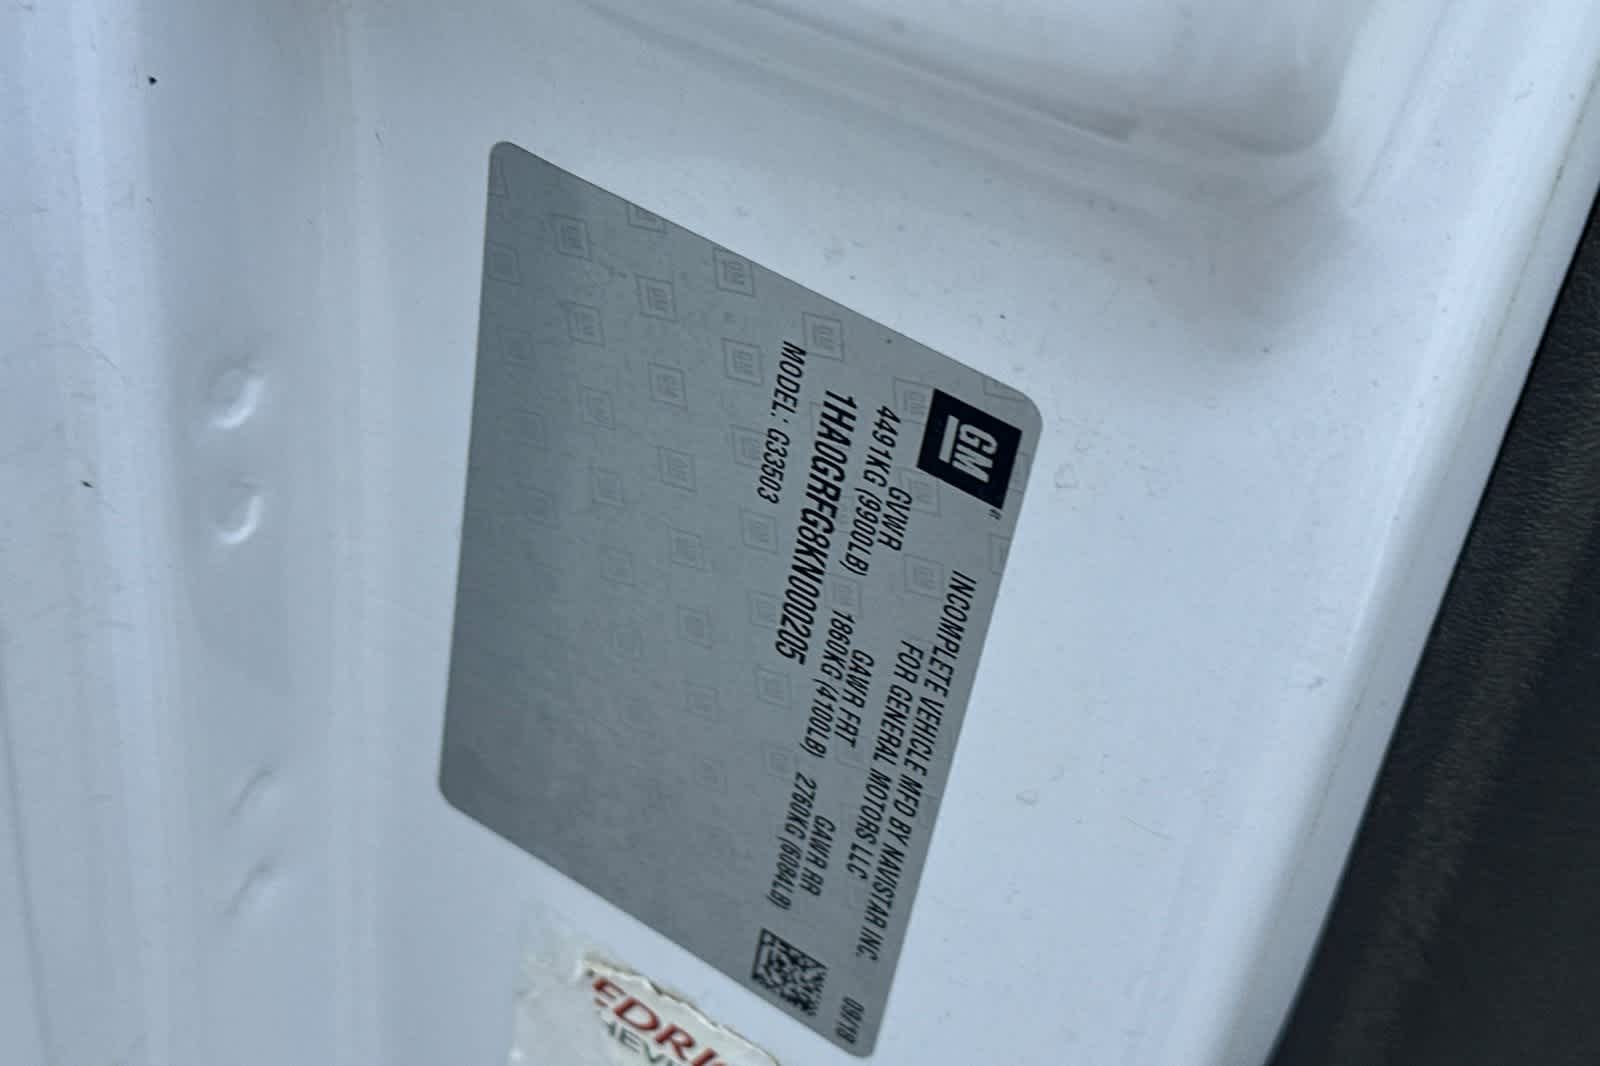 GM
INCOMPLETE VEHICLE MFD BY NAVISTAR INC. 09/18
FOR GENERAL MOTORS LLC
GVWR GAWR FRT GAWR RR
4491KG (9900LB) 1860KG (4100LB) 2760KG (6084LB)
1HA0GRFG8KN000205
MODEL: G33503